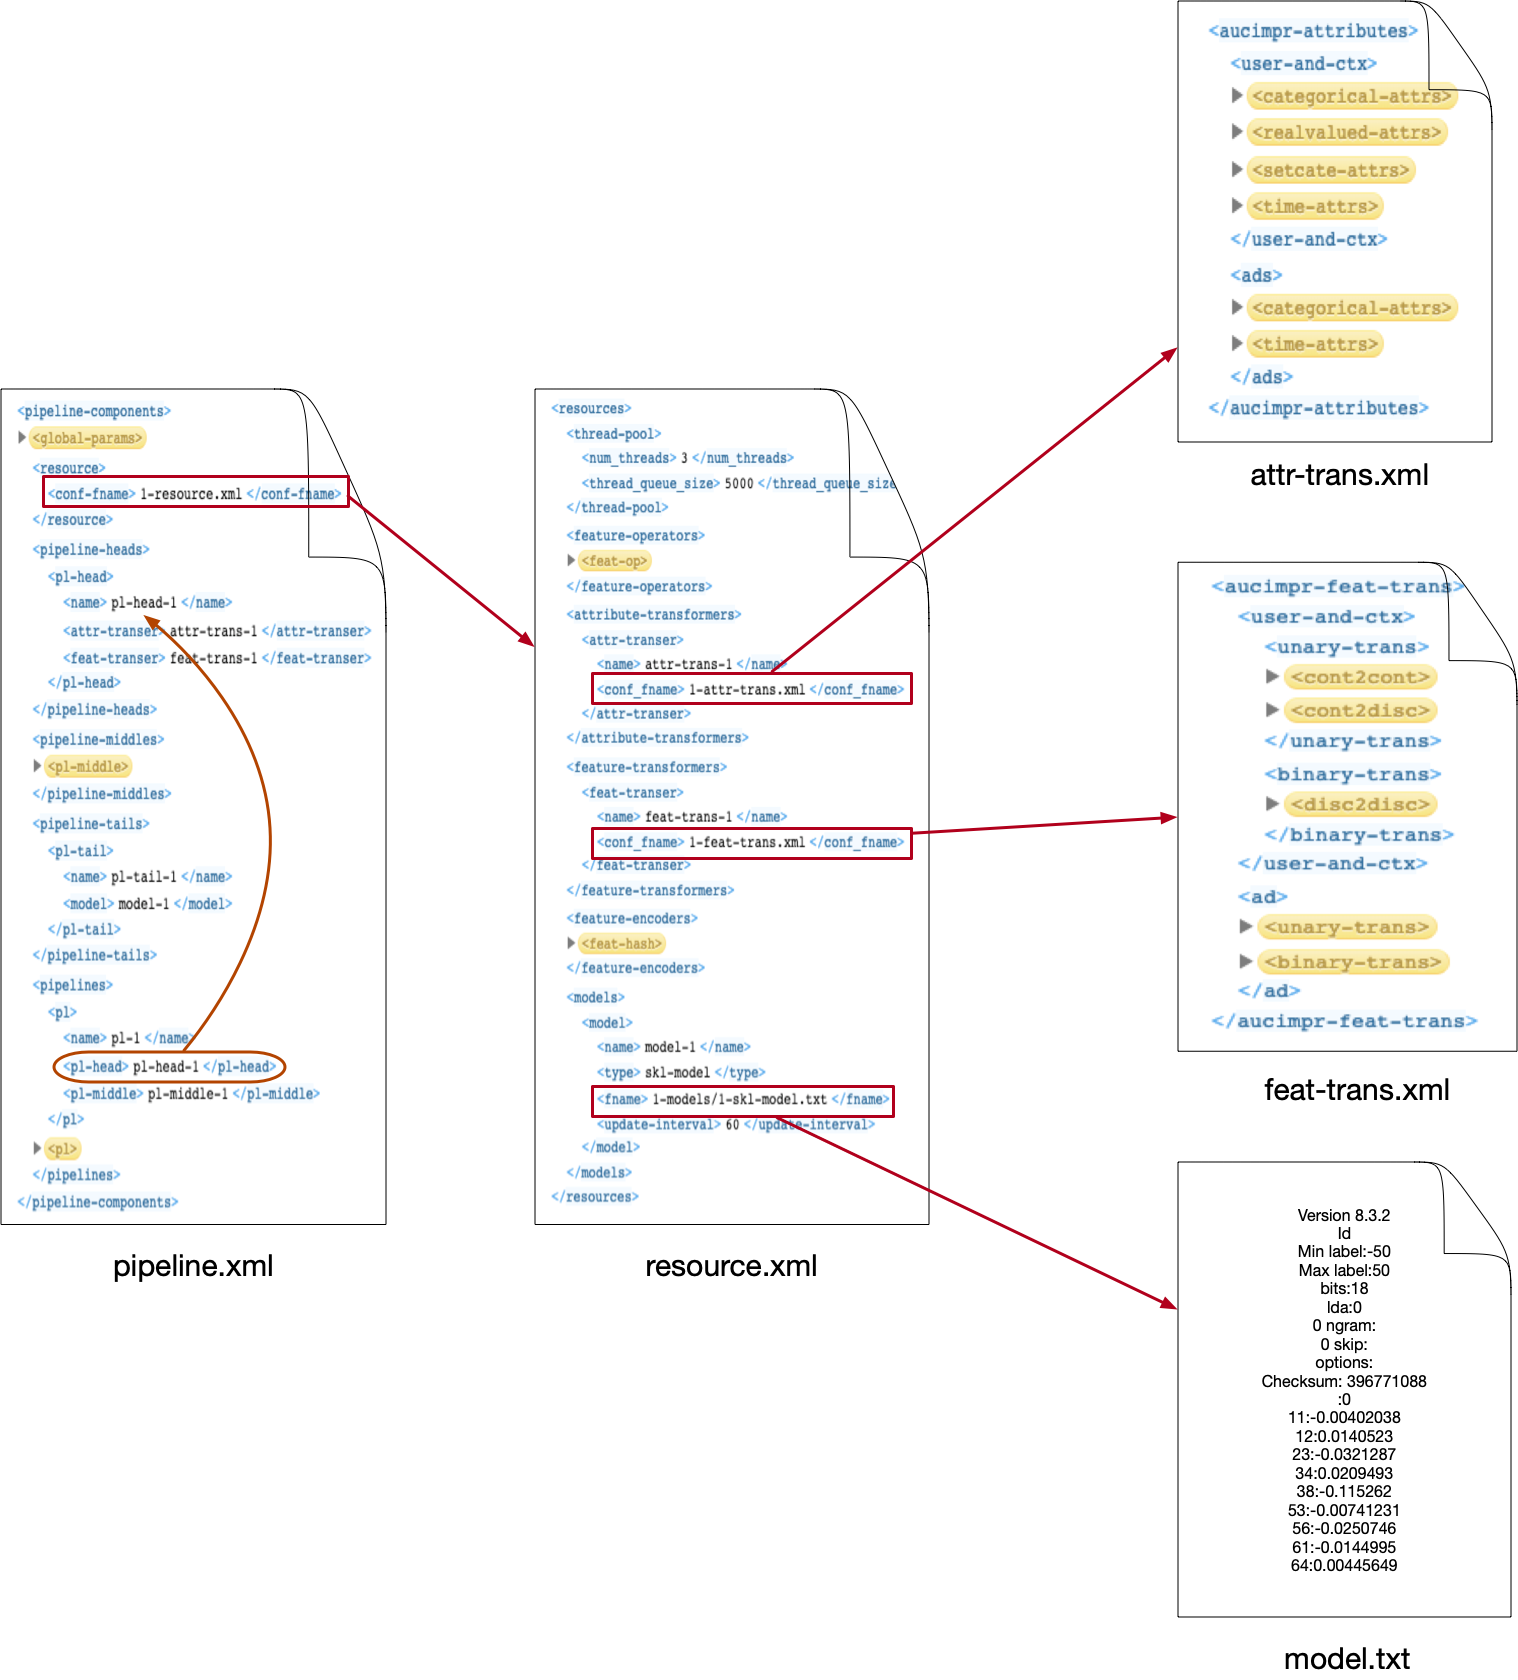 <pipeline-components>
<global-params>
<resource>
<conf-fname> 1-resource.xml </conf-fname>
</resource>
<pipeline-heads>
<pl-head>
<name> pl-head-1 </name>
<attr-transer> attr-trans-1 </attr-transer>
<feat-transer> feat-trans-1 </feat-transer>
</pl-head>
</pipeline-heads>
<pipeline-middles>
<pl-middle>
</pipeline-middles>
<pipeline-tails>
<pl-tail>
<name> pl-tail-1 </name>
<model> model-1 </model>
</pl-tail>
</pipeline-tails>
<pipelines>
<pl>
<name> pl-1 </name>
<pl-head> pl-head-1 </pl-head>
<pl-middle> pl-middle-1 </pl-middle>
</pl>
<pl>
</pipelines>
</pipeline-components>
pipeline.xml
<resources>
<thread-pool>
<num_threads> 3 </num_threads>
<thread_queue_size> 5000 </thread_queue_size
</thread-pool>
<feature-operators>
<feat-op>
</feature-operators>
<attribute-transformers>
<attr-transer>
<name> attr-trans-1 </name>
<conf_fname> 1-attr-trans.xml </conf_fname>
</attr-transer>
</attribute-transformers>
<feature-transformers>
<feat-transer>
<name> feat-trans-1 </name>
<conf_fname> 1-feat-trans.xml </conf_fname>
</feat-transer>
</feature-transformers>
<feature-encoders>
<feat-hash>
</feature-encoders>
<models>
<model>
<name> model-1 </name>
<type> skl-model </type>
<fname> 1-models/1-skl-model.txt </fname>
<update-interval> 60 </update-interval>
</model>
</models>
</resources>
resource.xml
<aucimpr-attributes>
<user-and-ctx>
<categorical-attrs>
<realvalued-attrs>
<setcate-attrs>
<time-attrs>
</user-and-ctx>
<ads>
<categorical-attrs>
<time-attrs>
</ads>
</aucimpr-attributes>
attr-trans.xml
<aucimpr-feat-trans>
<user-and-ctx>
<unary-trans>
<cont2cont>
<cont2disc>
</unary-trans>
<binary-trans>
<disc2disc>
</binary-trans>
</user-and-ctx>
<ad>
<unary-trans>
<binary-trans>
</ad>
</aucimpr-feat-trans>
feat-trans.xml
Version 8.3.2
Id
Min label:-50
Max label:50
bits:18
lda:0
0 ngram:
0 skip:
options:
Checksum: 396771088
:0
11:-0.00402038
12:0.0140523
23:-0.0321287
34:0.0209493
38:-0.115262
53:-0.00741231
56:-0.0250746
61:-0.0144995
64:0.00445649
model.txt